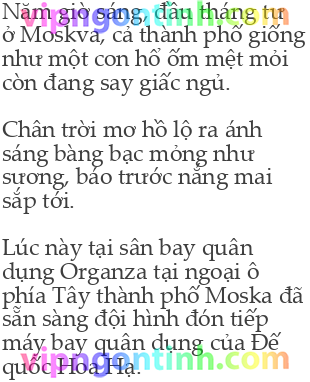 Năm giờ sáng, đầu tháng tư
ở Moskva, cả thành phố giống
như một con hổ ốm mệt mỏi
còn đang say giấc ngủ.
Chân trời mơ hồ lộ ra ánh
sáng bàng bạc mỏng như
sương, báo trước nắng mai
sắp tới.
Lúc này tại sân bay quân
dụng Organza tại ngoại ô
phía Tây thành phố Moska đã
sẵn sàng đội hình đón tiếp
máy bay quân dụng của Đế
quốc Hoa Hạ.
vipngontinh.com
vipngontinh.com